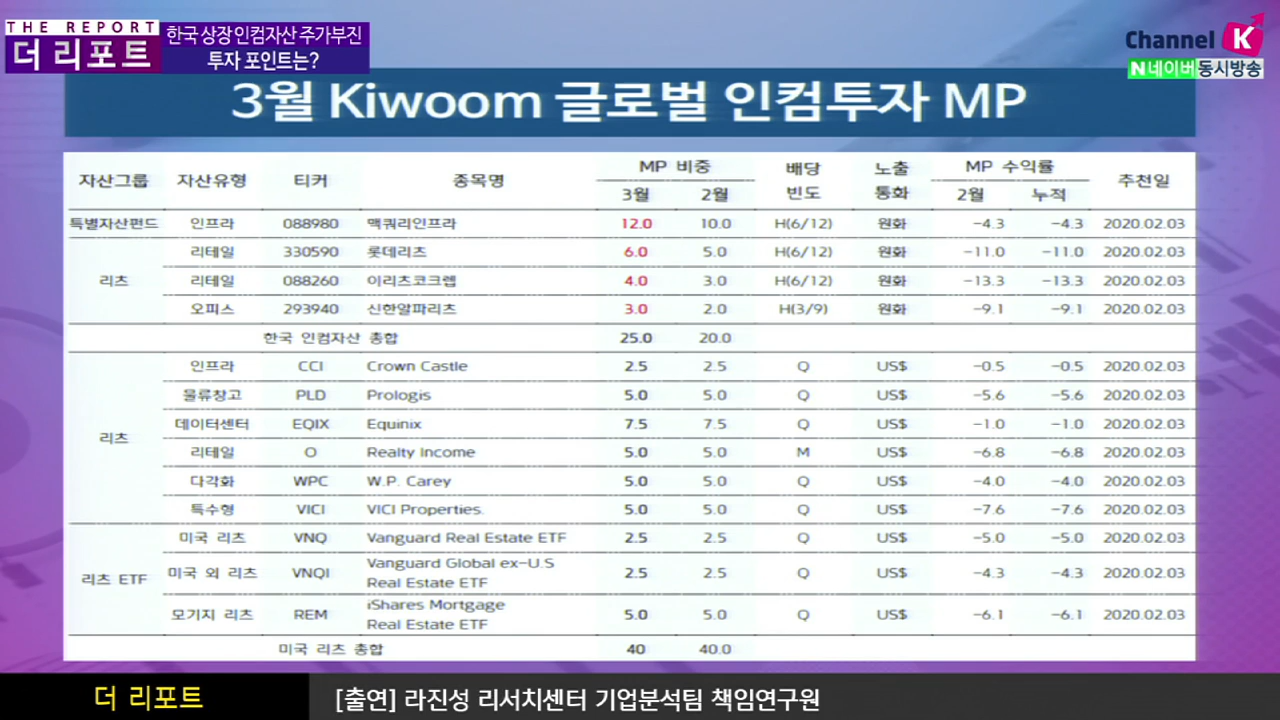 THE REPORT
더 리포트
한국 상장 인컴자산 주가부진
투자 포인트는?
Channel K
N네이버 동시방송
3월 Kiwoom 글로벌 인컴투자 MP
자산그룹 자산유형 티커 종목명 MP 비중 배당 빈도 노출 통화 MP 수익률 추천일
3월 2월 2월 누적
특별자산펀드 인프라 088980 맥쿼리인프라 12.0 10.0 H(6/12) 원화 -4.3 -4.3 2020.02.03
리츠 리테일 330590 롯데리츠 6.0 5.0 H(6/12) 원화 -11.0 -11.0 2020.02.03
리테일 088260 이리츠코크렙 4.0 3.0 H(6/12) 원화 -13.3 -13.3 2020.02.03
오피스 293940 신한알파리츠 3.0 2.0 H(3/9) 원화 -9.1 -9.1 2020.02.03
한국 인컴자산 총합 25.0 20.0
리츠 인프라 CCI Crown Castle 2.5 2.5 Q US$ -0.5 -0.5 2020.02.03
물류창고 PLD Prologis 5.0 5.0 Q US$ -5.6 -5.6 2020.02.03
데이터센터 EQIX Equinix 7.5 7.5 Q US$ -1.0 -1.0 2020.02.03
리테일 O Realty Income 5.0 5.0 M US$ -6.8 -6.8 2020.02.03
다각화 WPC W.P. Carey 5.0 5.0 Q US$ -4.0 -4.0 2020.02.03
특수형 VICI VICI Properties. 5.0 5.0 Q US$ -7.6 -7.6 2020.02.03
리츠 ETF 미국 리츠 VNQ Vanguard Real Estate ETF 2.5 2.5 Q US$ -5.0 -5.0 2020.02.03
미국 외 리츠 VNQI Vanguard Global ex-U.S Real Estate ETF 2.5 2.5 Q US$ -4.3 -4.3 2020.02.03
모기지 리츠 REM iShares Mortgage Real Estate ETF 5.0 5.0 Q US$ -6.1 -6.1 2020.02.03
미국 리츠 총합 40 40.0
더 리포트
[출연] 라진성 리서치센터 기업분석팀 책임연구원